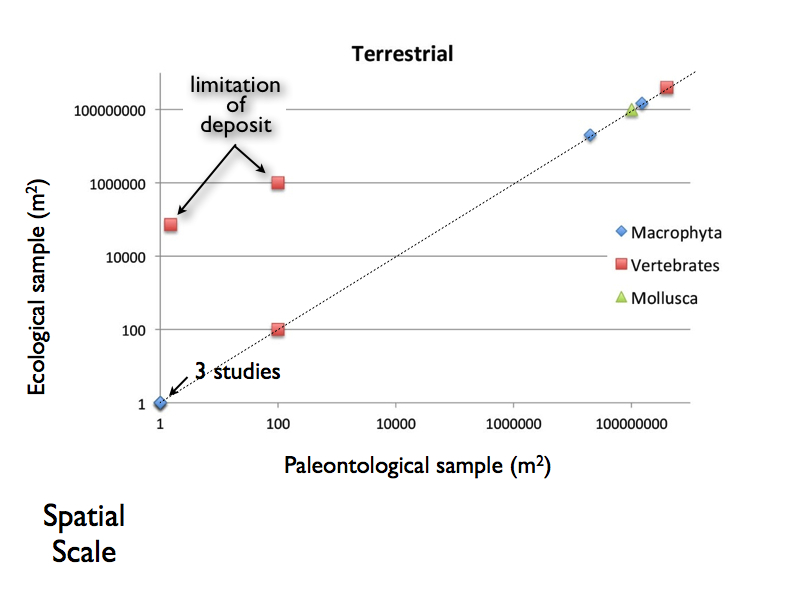 Terrestrial
limitation
of
deposit
100000000
1000000
10000
100
1
Ecological sample (m²)
3 studies
Macrophyta
Vertebrates
Mollusca
1
100
10000
1000000
100000000
Paleontological sample (m²)
Spatial
Scale